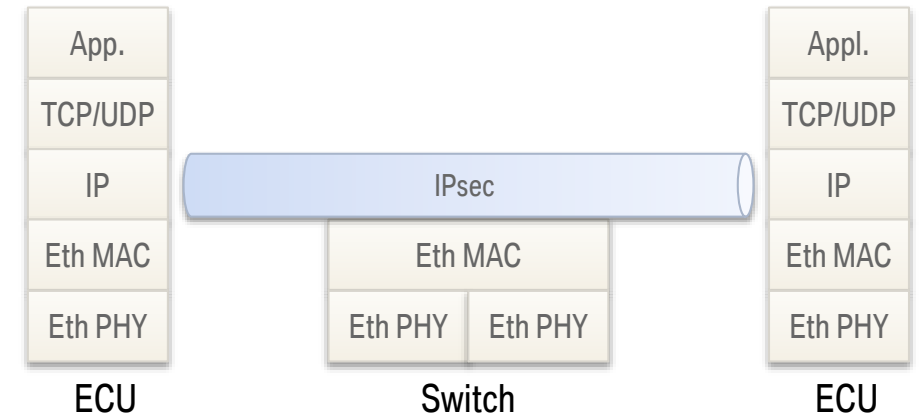 App.
TCP/UDP
IP
Eth MAC
Eth PHY
ECU
IPsec
Eth MAC
Eth PHY Eth PHY
Switch
Appl.
TCP/UDP
IP
Eth MAC
Eth PHY
ECU